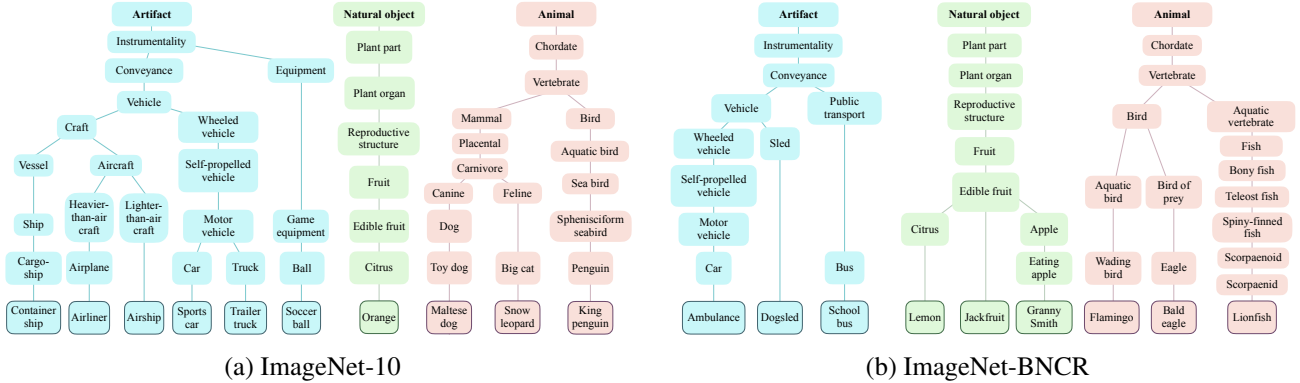 Artifact
Instrumentality
Conveyance
Equipment
Vehicle
Craft
Wheeled
vehicle
Vessel
Aircraft
Self-propelled
vehicle
Ship
Heavier-
than-air
craft
Lighter-
than-air
craft
Motor
vehicle
Game
equipment
Cargo-
ship
Airplane
Car
Truck
Ball
Container
ship
Airliner
Airship
Sports
car
Trailer
truck
Soccer
ball
Natural object
Plant part
Plant organ
Reproductive
structure
Fruit
Edible fruit
Citrus
Orange
Animal
Chordate
Vertebrate
Mammal
Bird
Placental
Aquatic bird
Carnivore
Canine
Feline
Sea bird
Dog
Sphenisciform
seabird
Toy dog
Big cat
Penguin
Maltese
dog
Snow
leopard
King
penguin
(a) ImageNet-10
Artifact
Instrumentality
Conveyance
Vehicle
Public
transport
Wheeled
vehicle
Sled
Self-propelled
vehicle
Motor
vehicle
Car
Bus
Ambulance
Dogsled
School
bus
Natural object
Plant part
Plant organ
Reproductive
structure
Fruit
Edible fruit
Citrus
Apple
Eating
apple
Lemon
Jackfruit
Granny
Smith
Animal
Chordate
Vertebrate
Bird
Aquatic
vertebrate
Fish
Bony fish
Aquatic
bird
Bird of
prey
Teleost fish
Spiny-finned
fish
Wading
bird
Eagle
Scorpaenoid
Scorpaenid
Flamingo
Bald
eagle
Lionfish
(b) ImageNet-BNCR